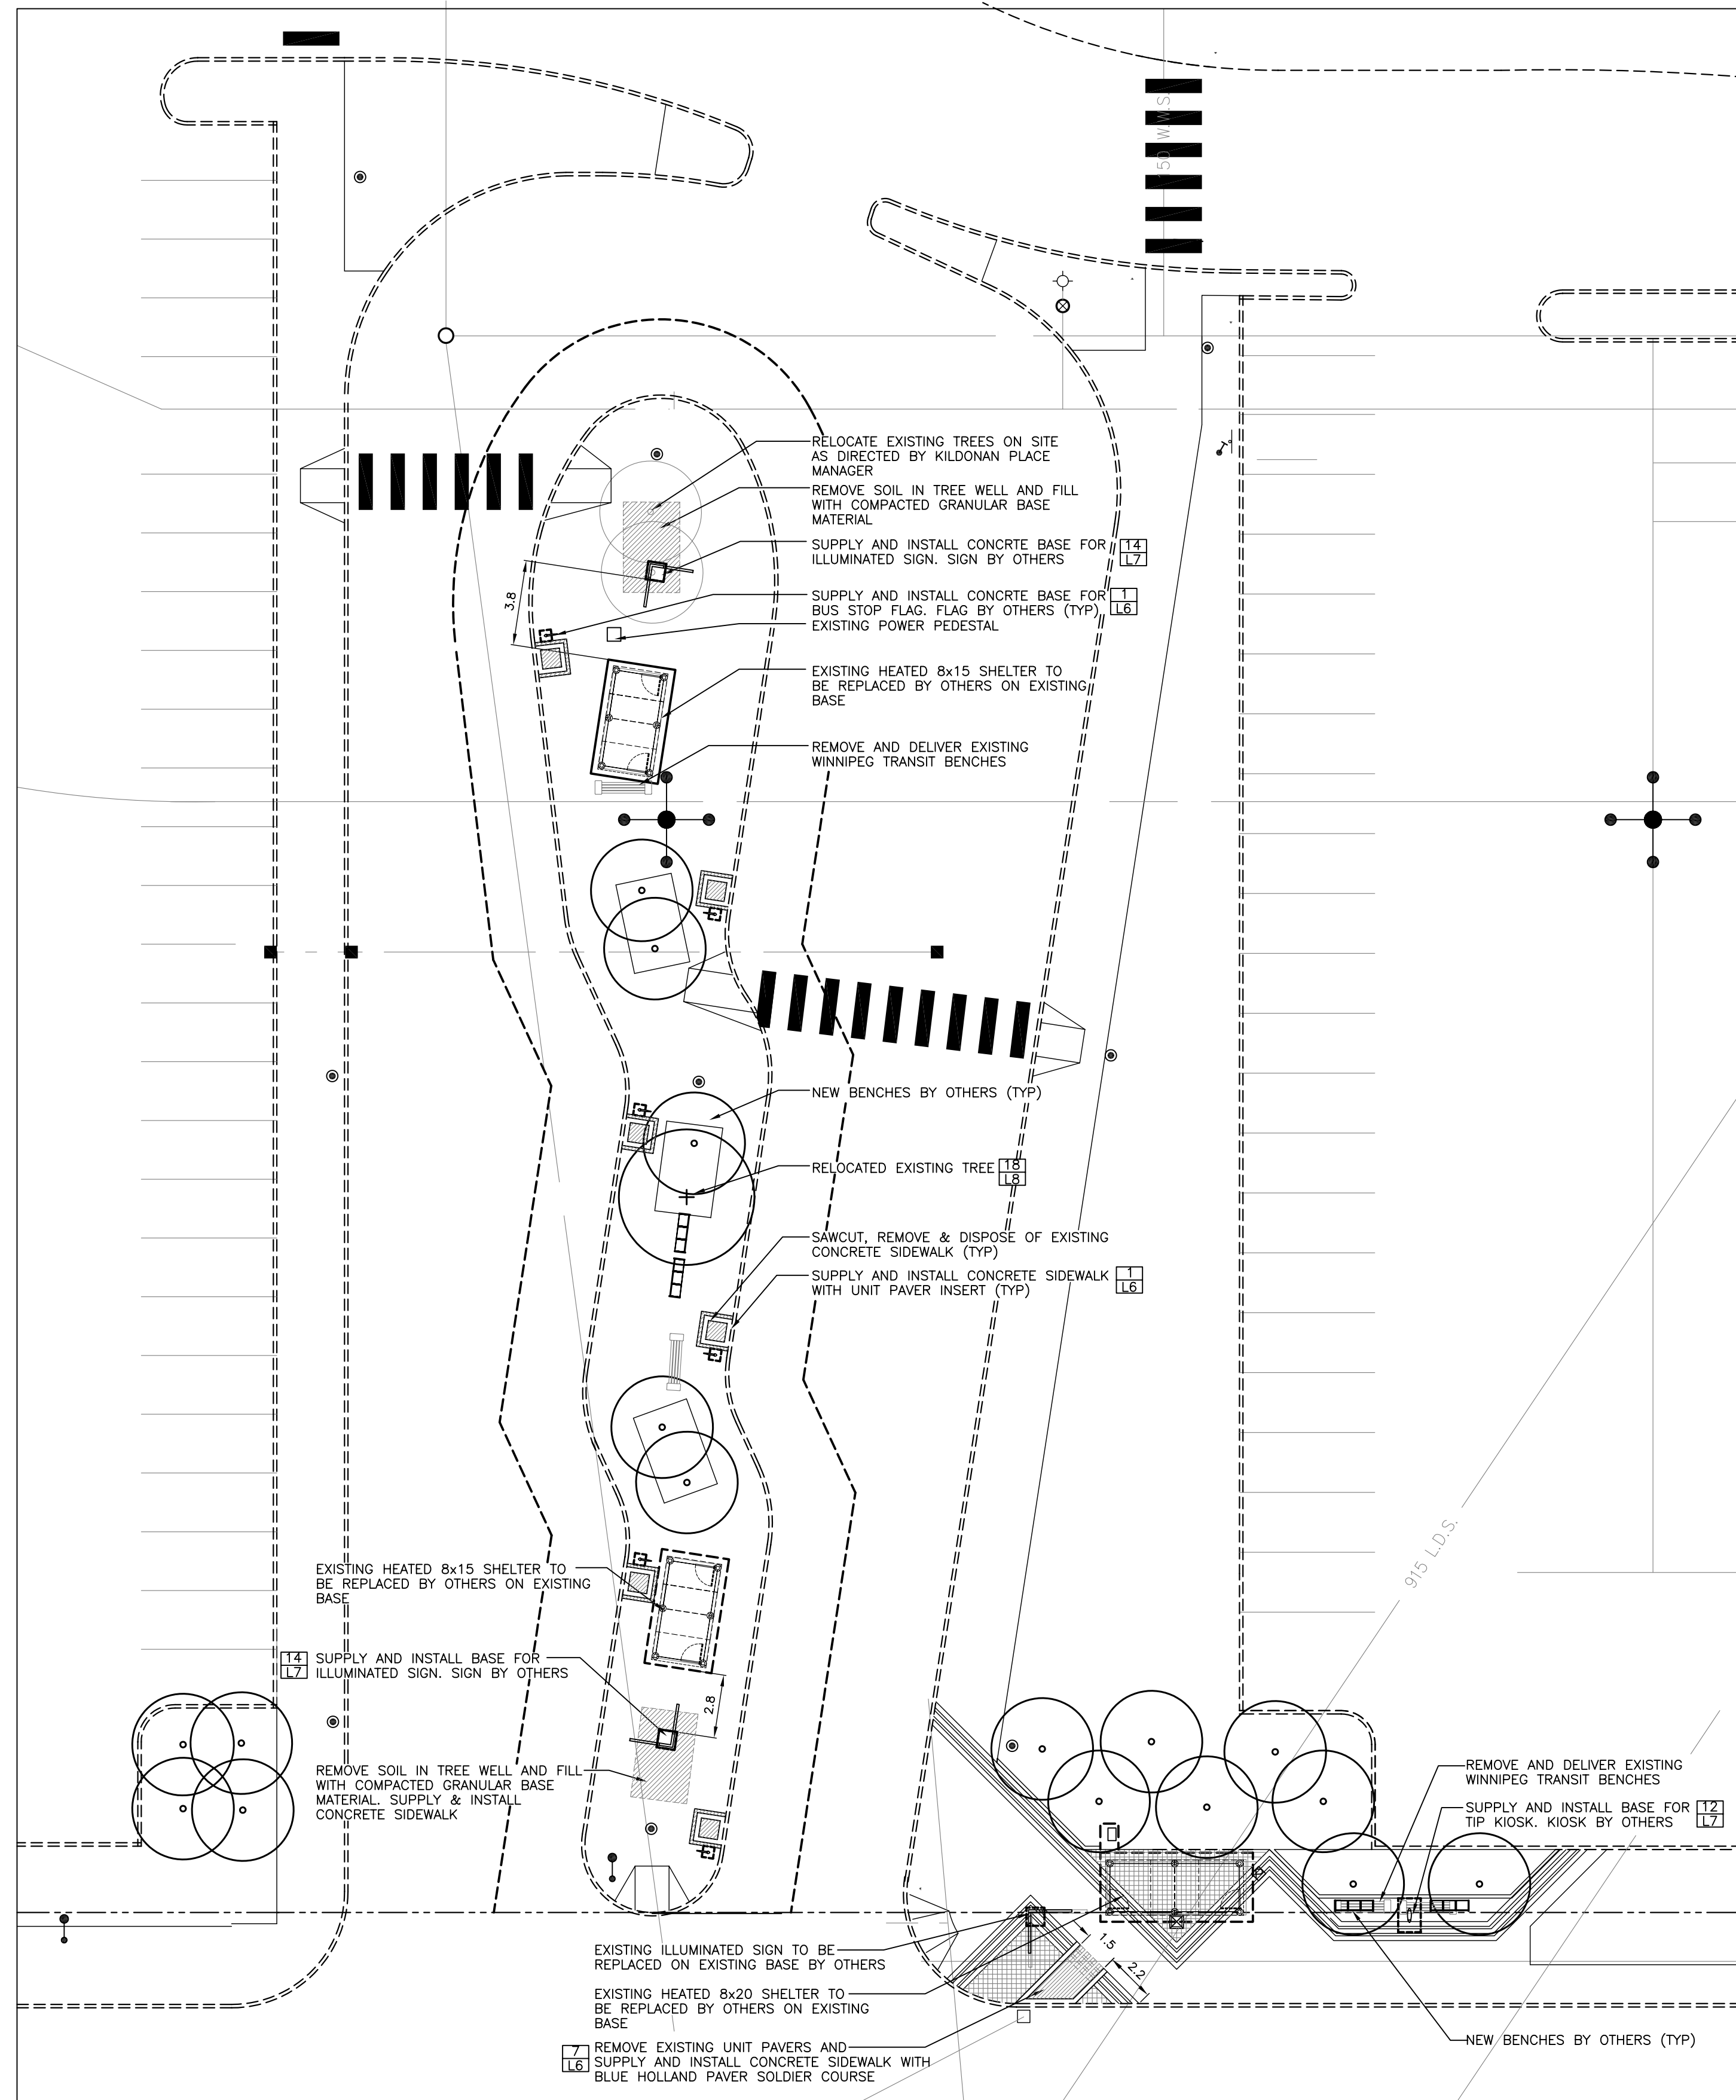 150 W.W.S.
RELOCATE EXISTING TREES ON SITE
AS DIRECTED BY KILDONAN PLACE
MANAGER
REMOVE SOIL IN TREE WELL AND FILL
WITH COMPACTED GRANULAR BASE
MATERIAL
SUPPLY AND INSTALL CONCRTE BASE FOR
ILLUMINATED SIGN. SIGN BY OTHERS
14
L7
3.8
SUPPLY AND INSTALL CONCRTE BASE FOR
BUS STOP FLAG. FLAG BY OTHERS (TYP)
1
L6
EXISTING POWER PEDESTAL
EXISTING HEATED 8x15 SHELTER TO
BE REPLACED BY OTHERS ON EXISTING
BASE
REMOVE AND DELIVER EXISTING
WINNIPEG TRANSIT BENCHES
NEW BENCHES BY OTHERS (TYP)
RELOCATED EXISTING TREE
18
L8
SAWCUT, REMOVE & DISPOSE OF EXISTING
CONCRETE SIDEWALK (TYP)
SUPPLY AND INSTALL CONCRETE SIDEWALK
WITH UNIT PAVER INSERT (TYP)
1
L6
915 L.D.S.
EXISTING HEATED 8x15 SHELTER TO
BE REPLACED BY OTHERS ON EXISTING
BASE
14
L7
SUPPLY AND INSTALL BASE FOR
ILLUMINATED SIGN. SIGN BY OTHERS
2.8
REMOVE SOIL IN TREE WELL AND FILL
WITH COMPACTED GRANULAR BASE
MATERIAL. SUPPLY & INSTALL
CONCRETE SIDEWALK
REMOVE AND DELIVER EXISTING
WINNIPEG TRANSIT BENCHES
SUPPLY AND INSTALL BASE FOR
TIP KIOSK. KIOSK BY OTHERS
12
L7
1.5
2.2
EXISTING ILLUMINATED SIGN TO BE
REPLACED ON EXISTING BASE BY OTHERS
EXISTING HEATED 8x20 SHELTER TO
BE REPLACED BY OTHERS ON EXISTING
BASE
7
L6
REMOVE EXISTING UNIT PAVERS AND
SUPPLY AND INSTALL CONCRETE SIDEWALK WITH
BLUE HOLLAND PAVER SOLDIER COURSE
NEW BENCHES BY OTHERS (TYP)